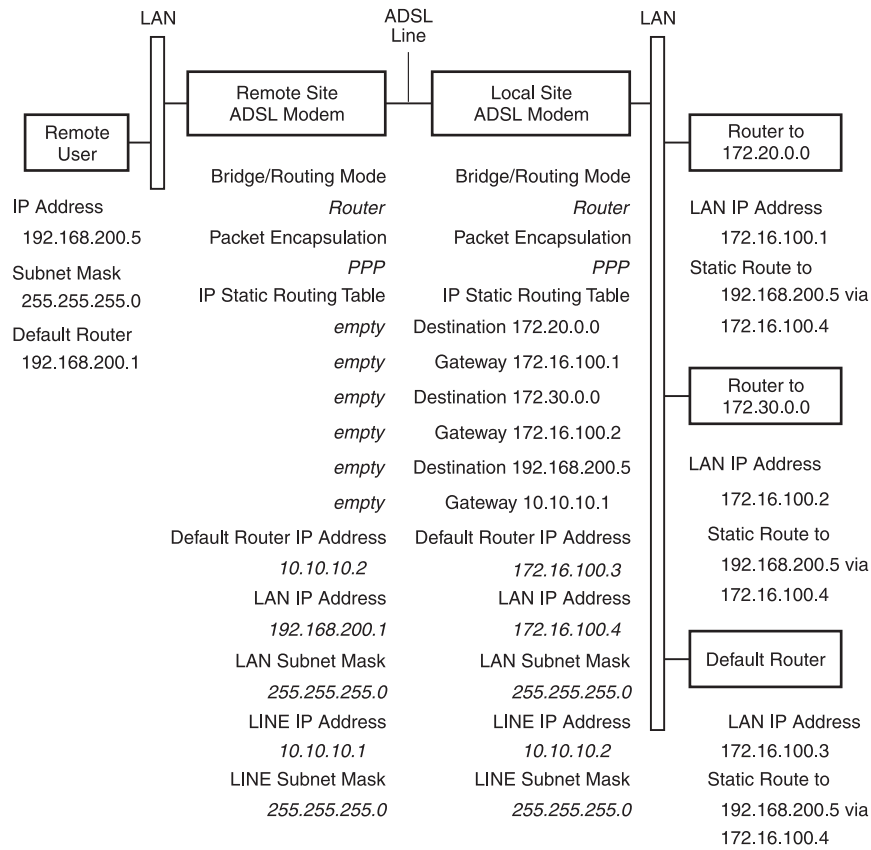 LAN
ADSL
Line
LAN
Remote Site
ADSL Modem
Local Site
ADSL Modem
Remote
User
Router to
172.20.0.0
IP Address
192.168.200.5
Subnet Mask
255.255.255.0
Default Router
192.168.200.1
Bridge/Routing Mode
Router
Packet Encapsulation
PPP
IP Static Routing Table
empty
empty
empty
empty
empty
empty
Default Router IP Address
10.10.10.2
LAN IP Address
192.168.200.1
LAN Subnet Mask
255.255.255.0
LINE IP Address
10.10.10.1
LINE Subnet Mask
255.255.255.0
Bridge/Routing Mode
Router
Packet Encapsulation
PPP
IP Static Routing Table
Destination 172.20.0.0
Gateway 172.16.100.1
Destination 172.30.0.0
Gateway 172.16.100.2
Destination 192.168.200.5
Gateway 10.10.10.1
Default Router IP Address
172.16.100.3
LAN IP Address
172.16.100.4
LAN Subnet Mask
255.255.255.0
LINE IP Address
10.10.10.2
LINE Subnet Mask
255.255.255.0
LAN IP Address
172.16.100.1
Static Route to
192.168.200.5 via
172.16.100.4
Router to
172.30.0.0
LAN IP Address
172.16.100.2
Static Route to
192.168.200.5 via
172.16.100.4
Default Router
LAN IP Address
172.16.100.3
Static Route to
192.168.200.5 via
172.16.100.4